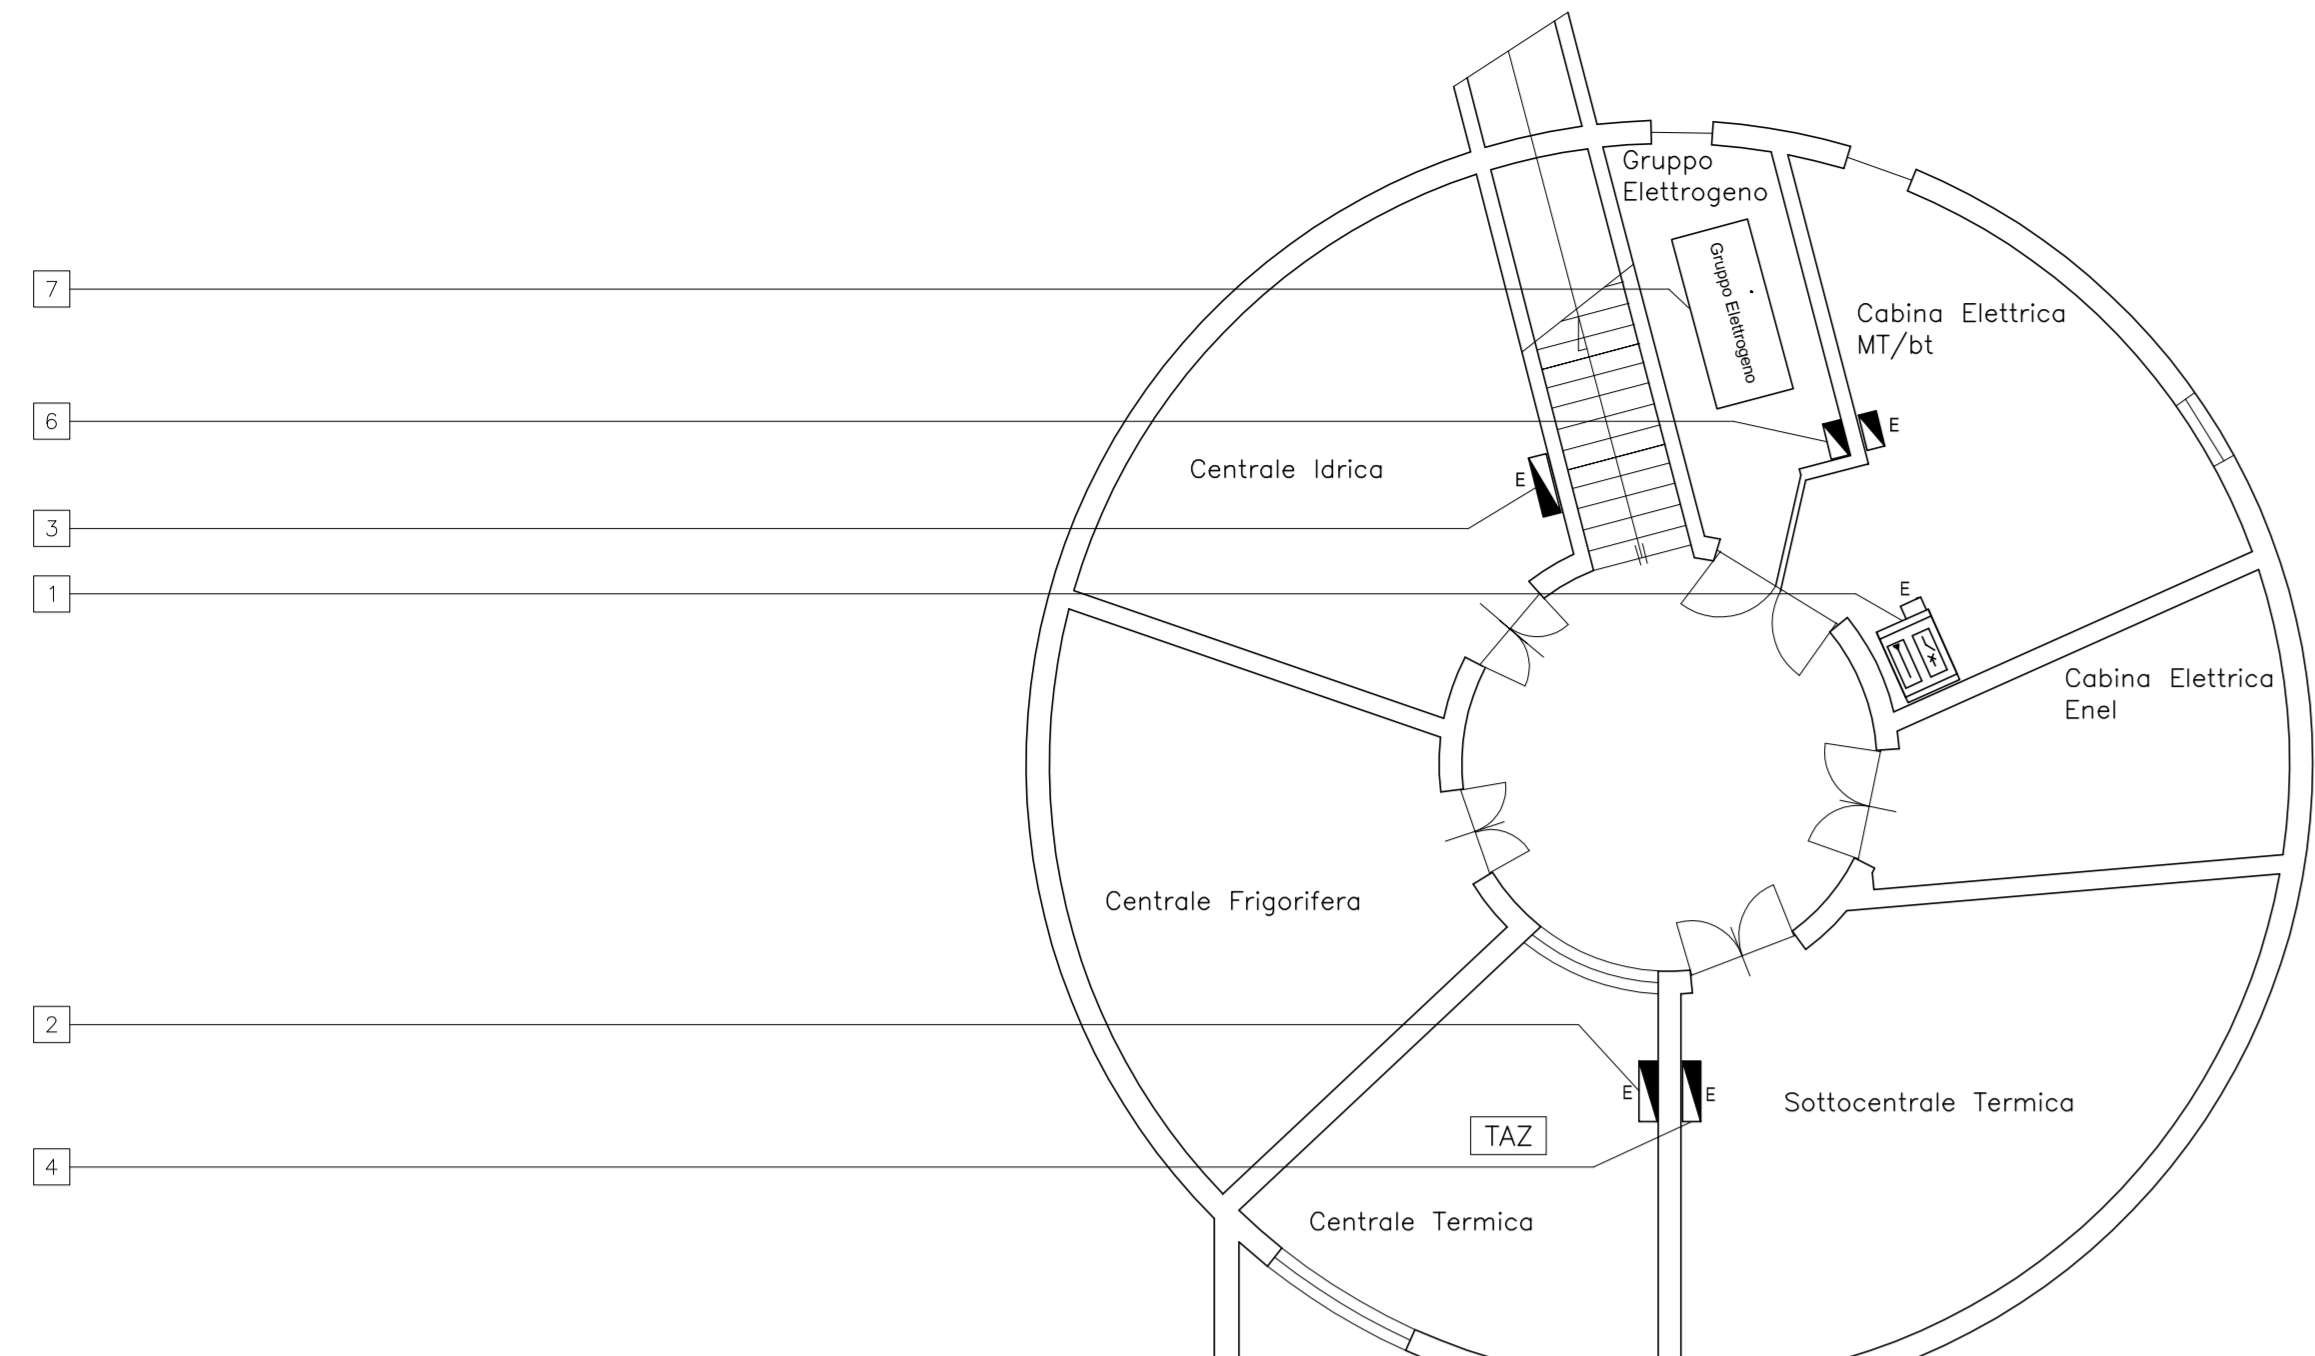 Gruppo
Elettrogeno
7
Gruppo Elettrogeno
Cabina Elettrica
MT/bt
6
E
Centrale Idrica
E
3
1
E
Cabina Elettrica
Enel
Centrale Frigorifera
2
E
E
Sottocentrale Termica
TAZ
4
Centrale Termica